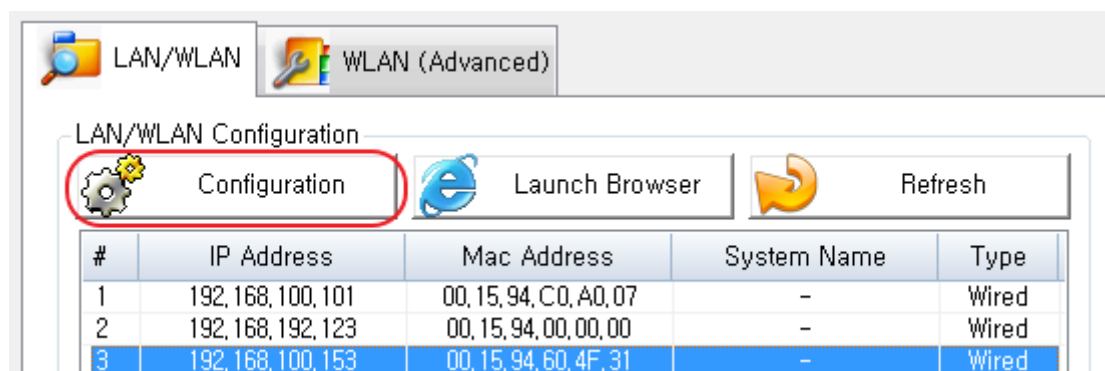 LAN/WLAN WLAN (Advanced)
LAN/WLAN Configuration
Configuration Launch Browser Refresh
# IP Address Mac Address System Name Type
1 192,168,100,101 00,15,94,C0,A0,07 - Wired
2 192,168,192,123 00,15,94,00,00,00 - Wired
3 192,168,100,153 00,15,94,60,4F,31 - Wired